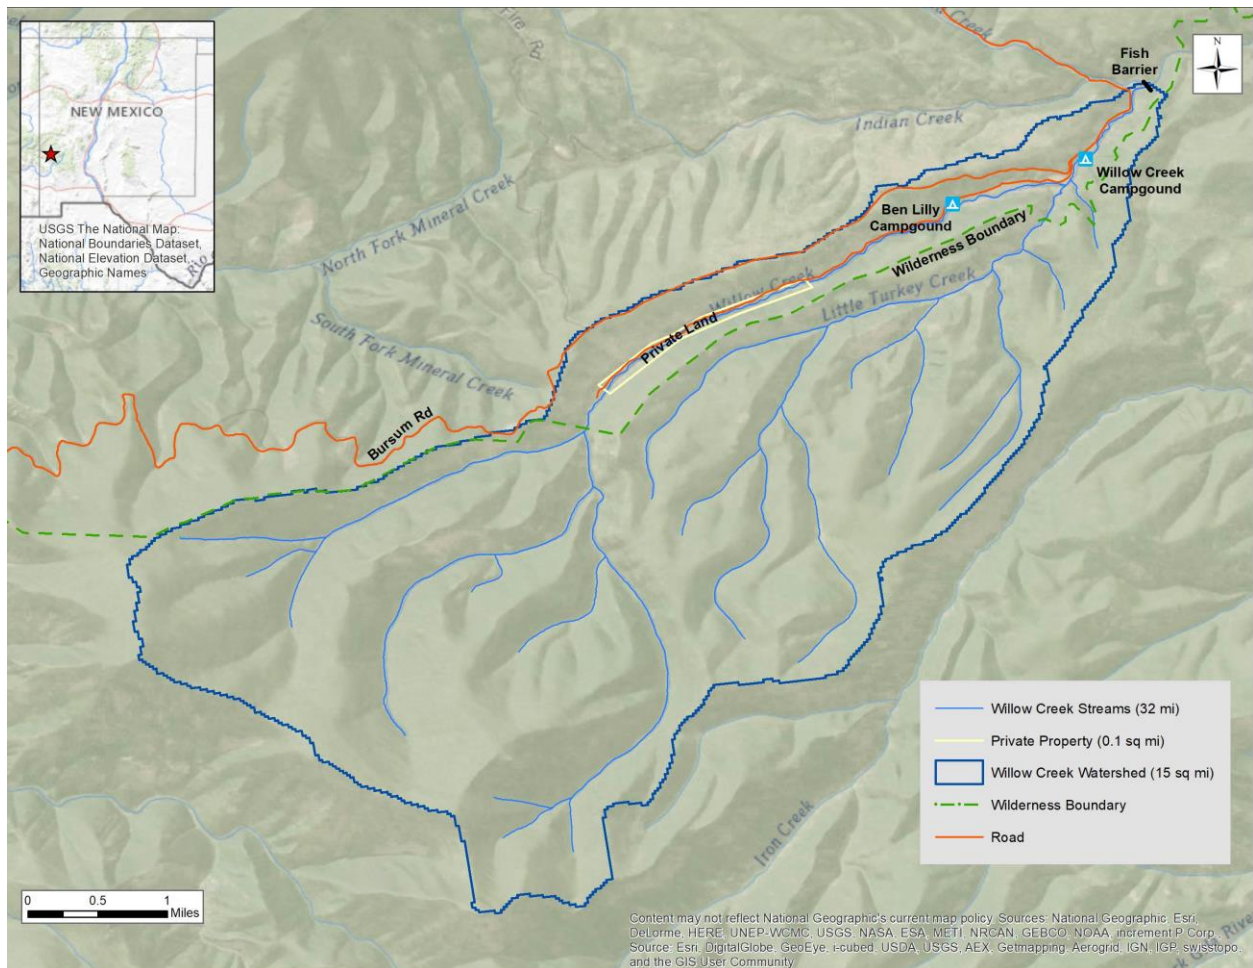 Fire Rd
Creek
Fish
Barrier
N
NEW MEXICO
Indian Creek
Willow Creek
Campgound
Ben Lilly
Campgound
North Fork Mineral Creek
Wilderness Boundary
USGS The National Map:
National Boundaries Dataset,
National Elevation Dataset,
Geographic Names
Rio
Willow Creek
Little Turkey Creek
Private Land
South Fork Mineral Creek
Bursum Rd
Willow Creek Streams (32 mi)
Private Property (0.1 sq mi)
Willow Creek Watershed (15 sq mi)
Wilderness Boundary
Road
Iron Creek
0 0.5 1
Miles
Content may not reflect National Geographic's current map policy. Sources: National Geographic, Esri,
DeLorme, HERE, UNEP-WCMC, USGS, NASA, ESA, METI, NRCAN, GEBCO, NOAA, increment P Corp.
Source: Esri, DigitalGlobe, GeoEye, i-cubed, USDA, USGS, AEX, Getmapping, Aerogrid, IGN, IGP, swisstopo,
and the GIS User Community
Gila River